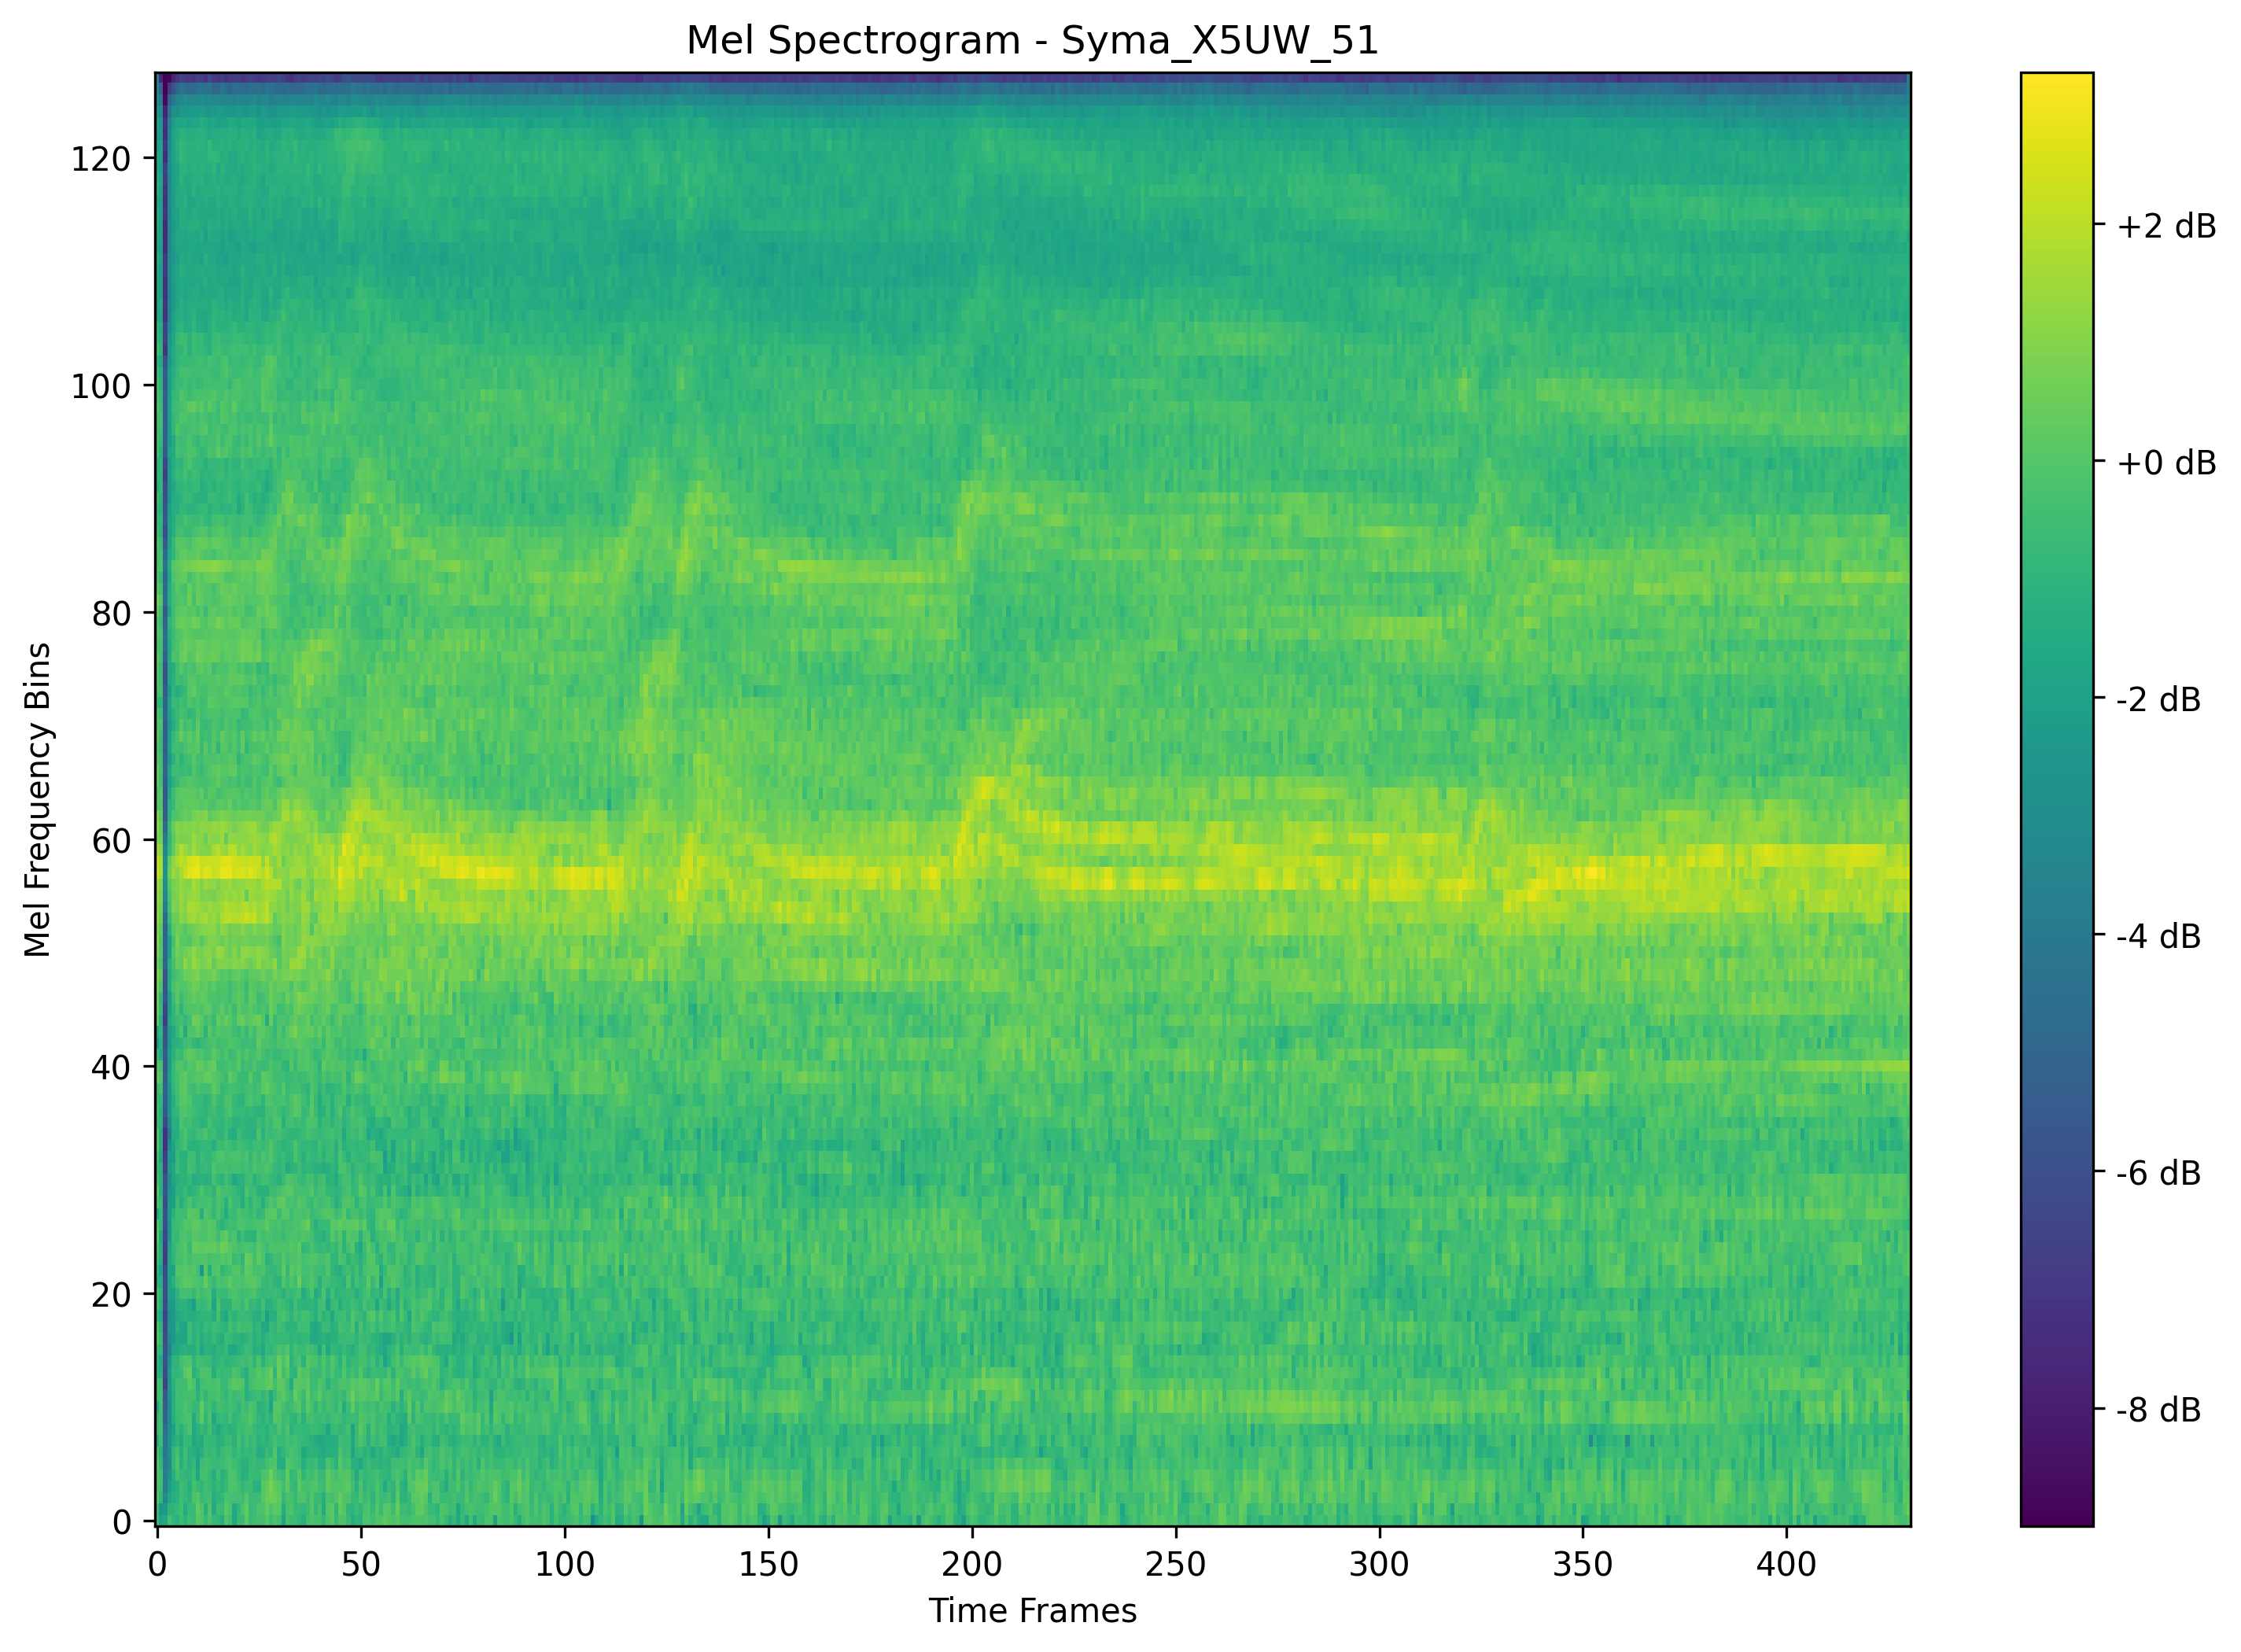 Mel Spectrogram - Syma_X5UW_51
Mel Frequency Bins
120
100
80
60
40
20
0
0 50 100 150 200 250 300 350 400
Time Frames
+2 dB
+0 dB
-2 dB
-4 dB
-6 dB
-8 dB